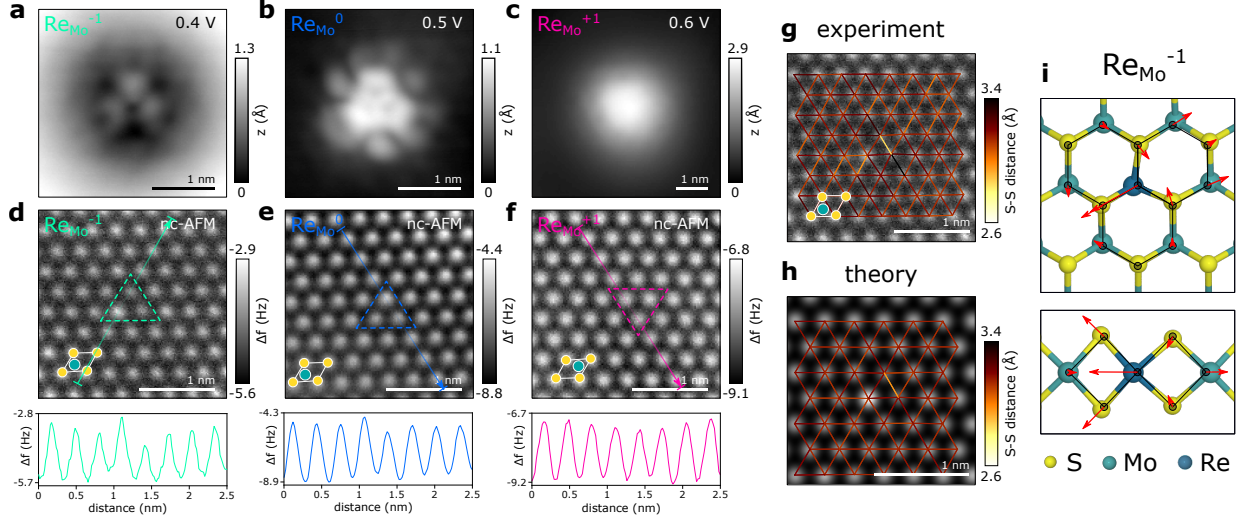 a
Re_Mo^-1
0.4 V
1.3
z (Å)
0
1 nm
b
Re_Mo^0
0.5 V
1.1
z (Å)
0
1 nm
c
Re_Mo^+1
0.6 V
2.9
z (Å)
0
1 nm
d
Re_Mo^-1
nc-AFM
-2.9
Δf (Hz)
-5.6
1 nm
e
Re_Mo^0
nc-AFM
-4.4
Δf (Hz)
-8.8
1 nm
f
Re_Mo^+1
nc-AFM
-6.8
Δf (Hz)
-9.1
1 nm
-2.8
Δf (Hz)
-5.7
0 0.5 1.0 1.5 2.0 2.5
distance (nm)
-4.3
Δf (Hz)
-8.9
0 0.5 1.0 1.5 2.0 2.5
distance (nm)
-6.7
Δf (Hz)
-9.2
0 0.5 1.0 1.5 2.0 2.5
distance (nm)
g experiment
3.4
S-S distance (Å)
2.6
1 nm
h theory
3.4
S-S distance (Å)
2.6
1 nm
i
Re_Mo^-1
S Mo Re